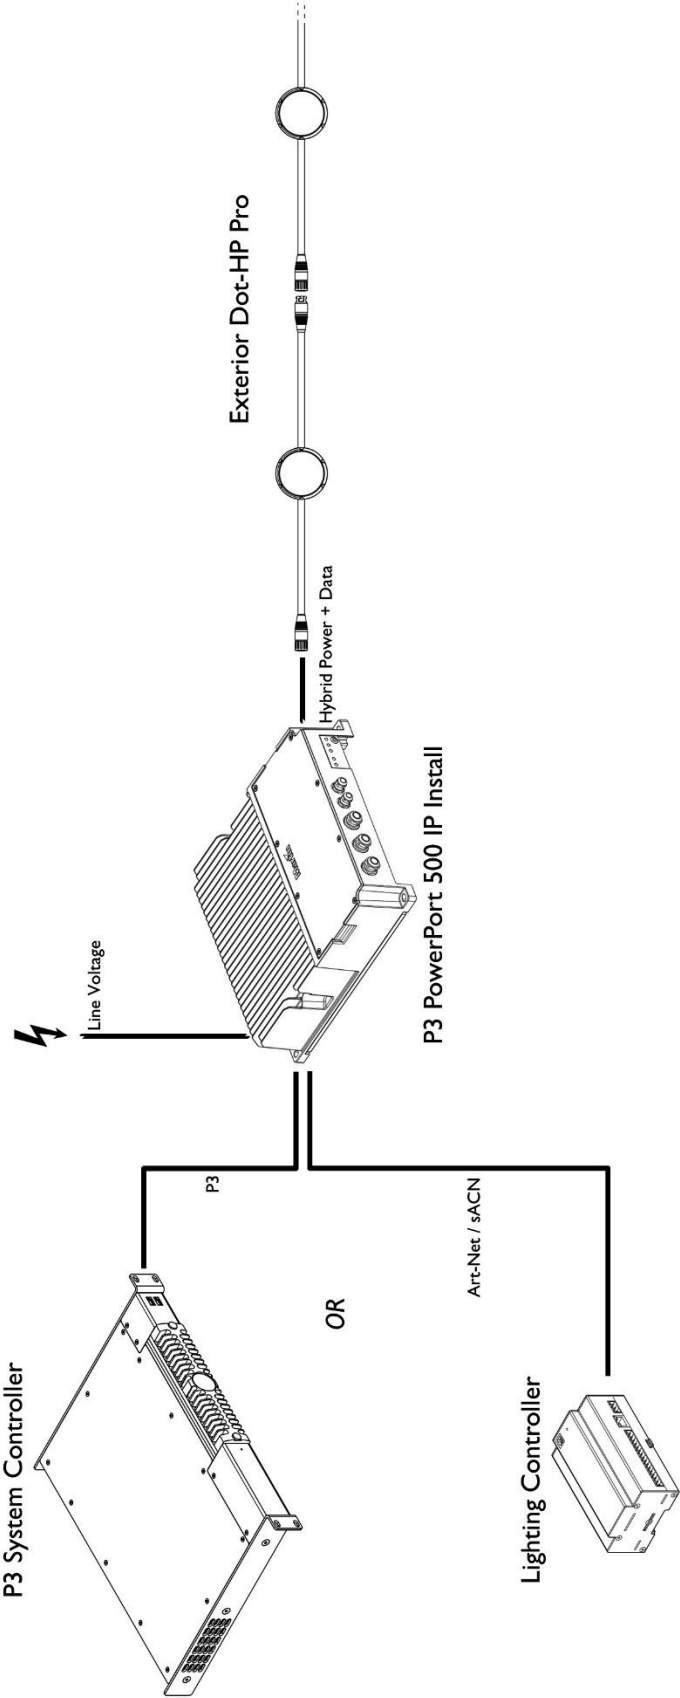 P3 System Controller
P3
OR
Art-Net / sACN
Lighting Controller
Line Voltage
P3 PowerPort 500 IP Install
Hybrid Power + Data
Exterior Dot-HP Pro